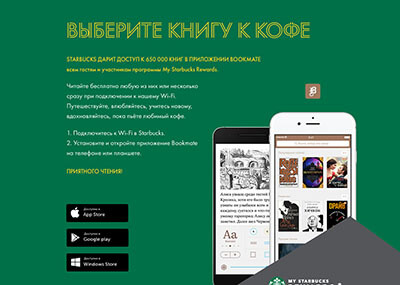 ВЫБЕРИТЕ КНИГУ К КОФЕ
STARBUCKS ДАРИТ ДОСТУП К 650 000 КНИГ В ПРИЛОЖЕНИИ BOOKMATE
всем гостям и участникам программы My Starbucks Rewards.
Читайте бесплатно любую из них или несколько
сразу при подключении к нашему Wi-Fi.
Путешествуйте, влюбляйтесь, учитесь новому,
вдохновляйтесь, пока пьёте любимый кофе.
1. Подключитесь к Wi-Fi в Starbucks.
2. Установите и откройте приложение Bookmate
на телефоне или планшете.
ПРИЯТНОГО ЧТЕНИЯ!
Доступно в
App Store
Доступно в
Google play
Доступно в
Windows Store
Aa
MY STARBUCKS